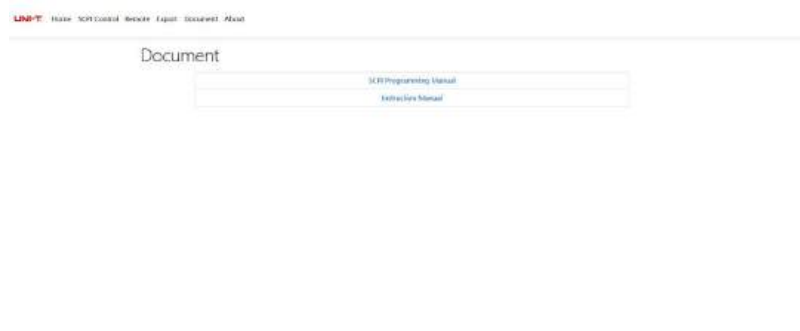 UNI-T Home SCPI Control Remote Export Document About
Document
SCPI Programming Manual
Instruction Manual